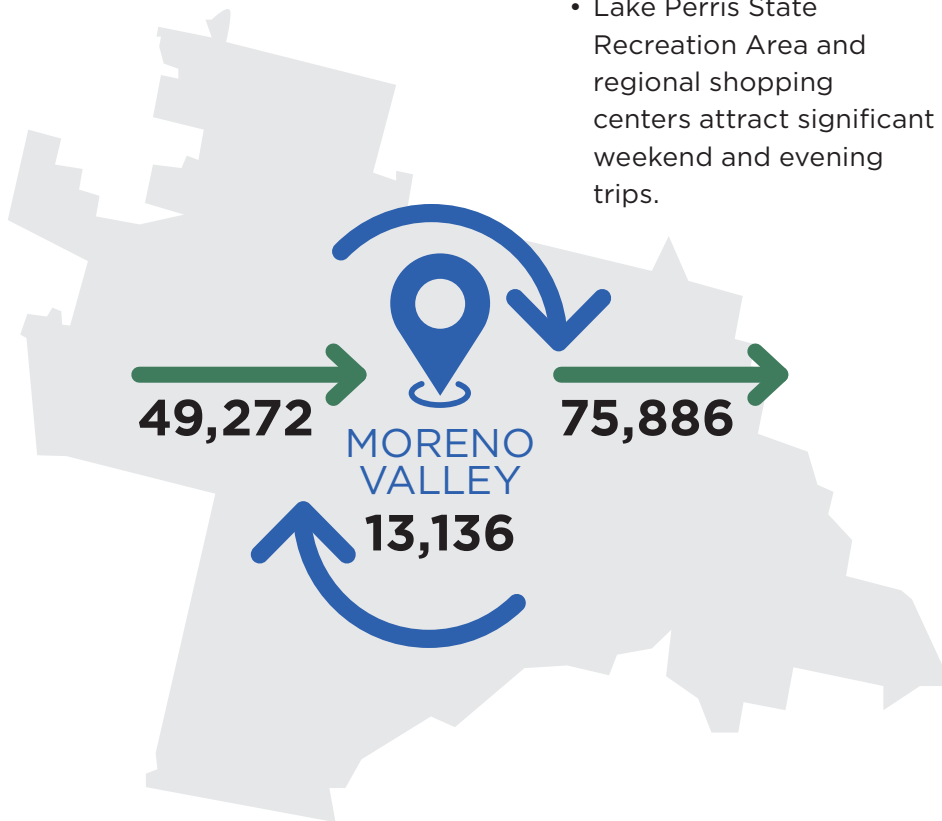 • Lake Perris State
Recreation Area and
regional shopping
centers attract significant
weekend and evening
trips.
49,272
75,886
MORENO
VALLEY
13,136